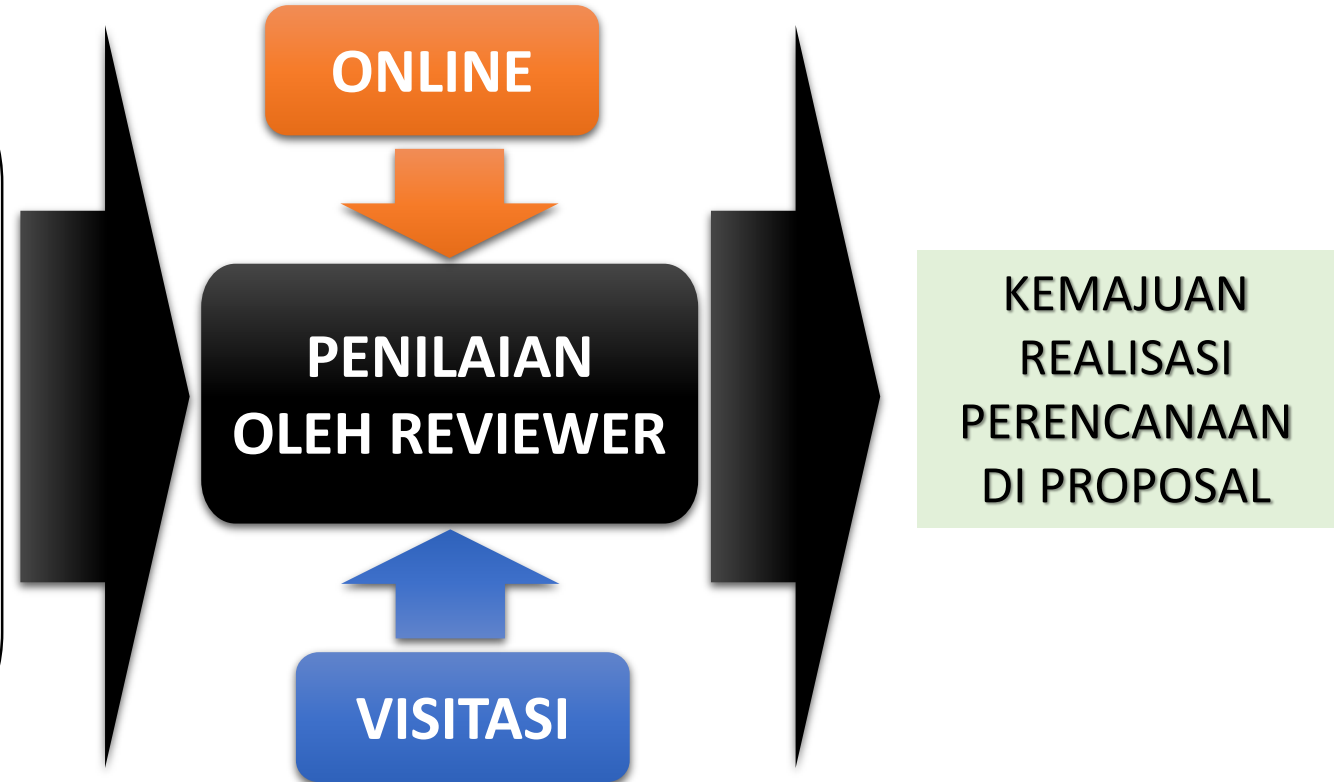 ONLINE
PENILAIAN
OLEH REVIEWER
VISITASI
KEMAJUAN
REALISASI
PERENCANAAN
DI PROPOSAL